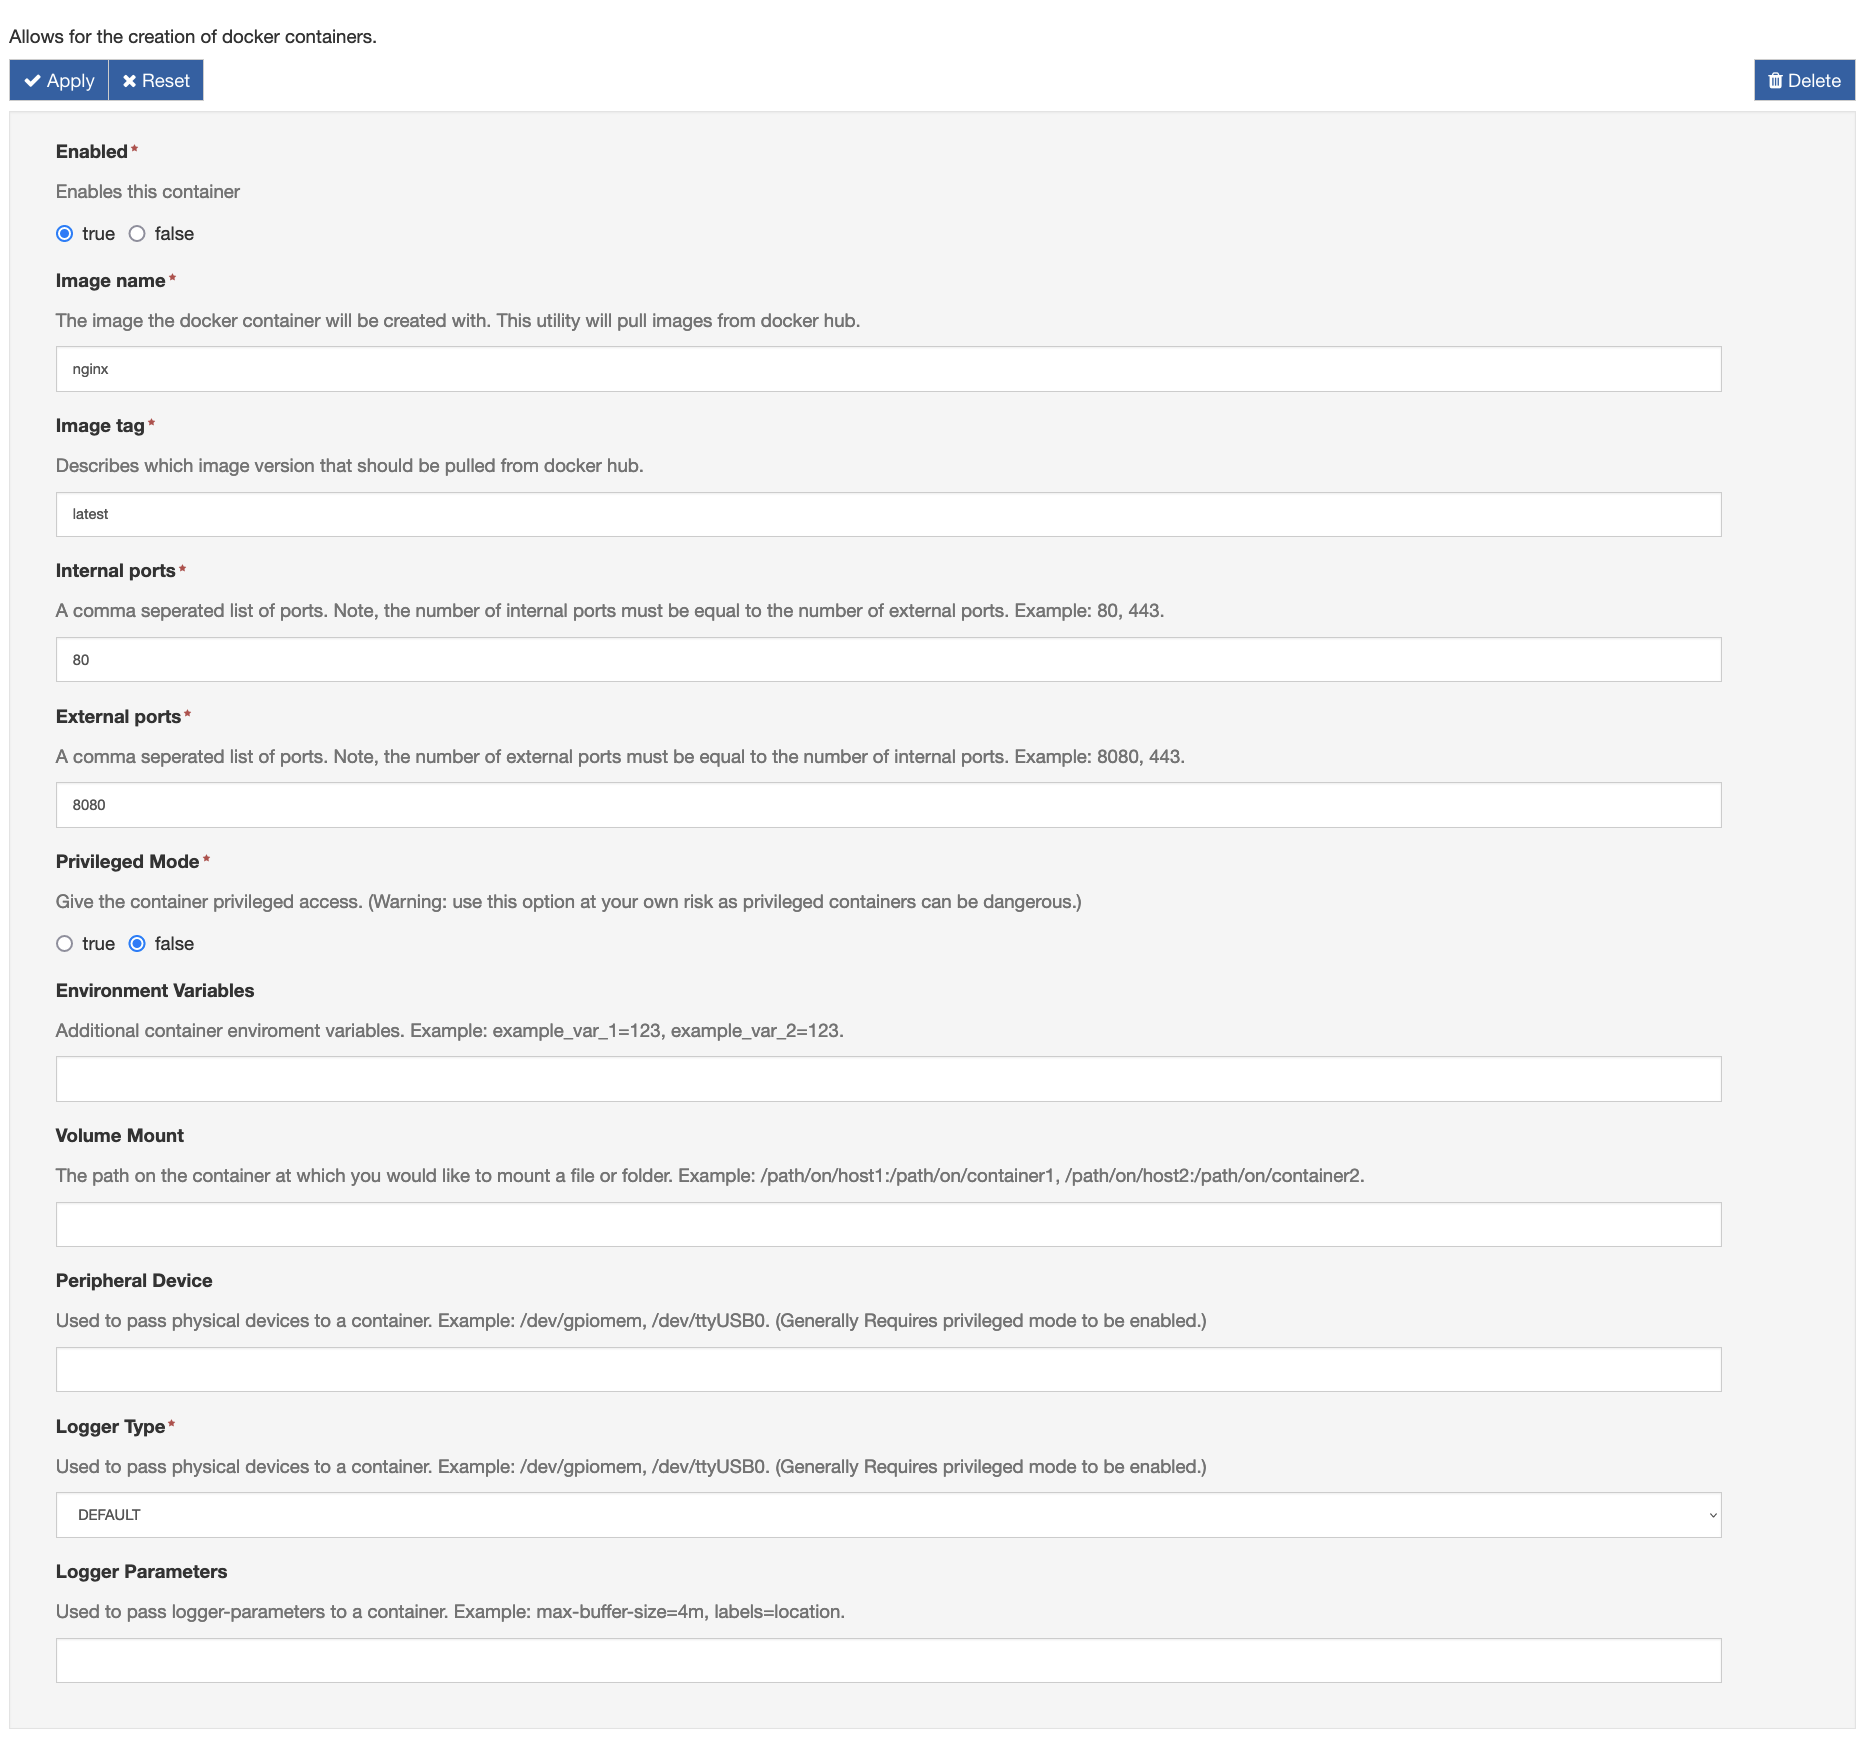 Allows for the creation of docker containers.
Apply Reset Delete
Enabled*
Enables this container
true false
Image name*
The image the docker container will be created with. This utility will pull images from docker hub.
nginx
Image tag*
Describes which image version that should be pulled from docker hub.
latest
Internal ports*
A comma seperated list of ports. Note, the number of internal ports must be equal to the number of external ports. Example: 80, 443.
80
External ports*
A comma seperated list of ports. Note, the number of external ports must be equal to the number of internal ports. Example: 8080, 443.
8080
Privileged Mode*
Give the container privileged access. (Warning: use this option at your own risk as privileged containers can be dangerous.)
true false
Environment Variables
Additional container enviroment variables. Example: example_var_1=123, example_var_2=123.
Volume Mount
The path on the container at which you would like to mount a file or folder. Example: /path/on/host1:/path/on/container1, /path/on/host2:/path/on/container2.
Peripheral Device
Used to pass physical devices to a container. Example: /dev/gpiomem, /dev/ttyUSB0. (Generally Requires privileged mode to be enabled.)
Logger Type*
Used to pass physical devices to a container. Example: /dev/gpiomem, /dev/ttyUSB0. (Generally Requires privileged mode to be enabled.)
DEFAULT
Logger Parameters
Used to pass logger-parameters to a container. Example: max-buffer-size=4m, labels=location.